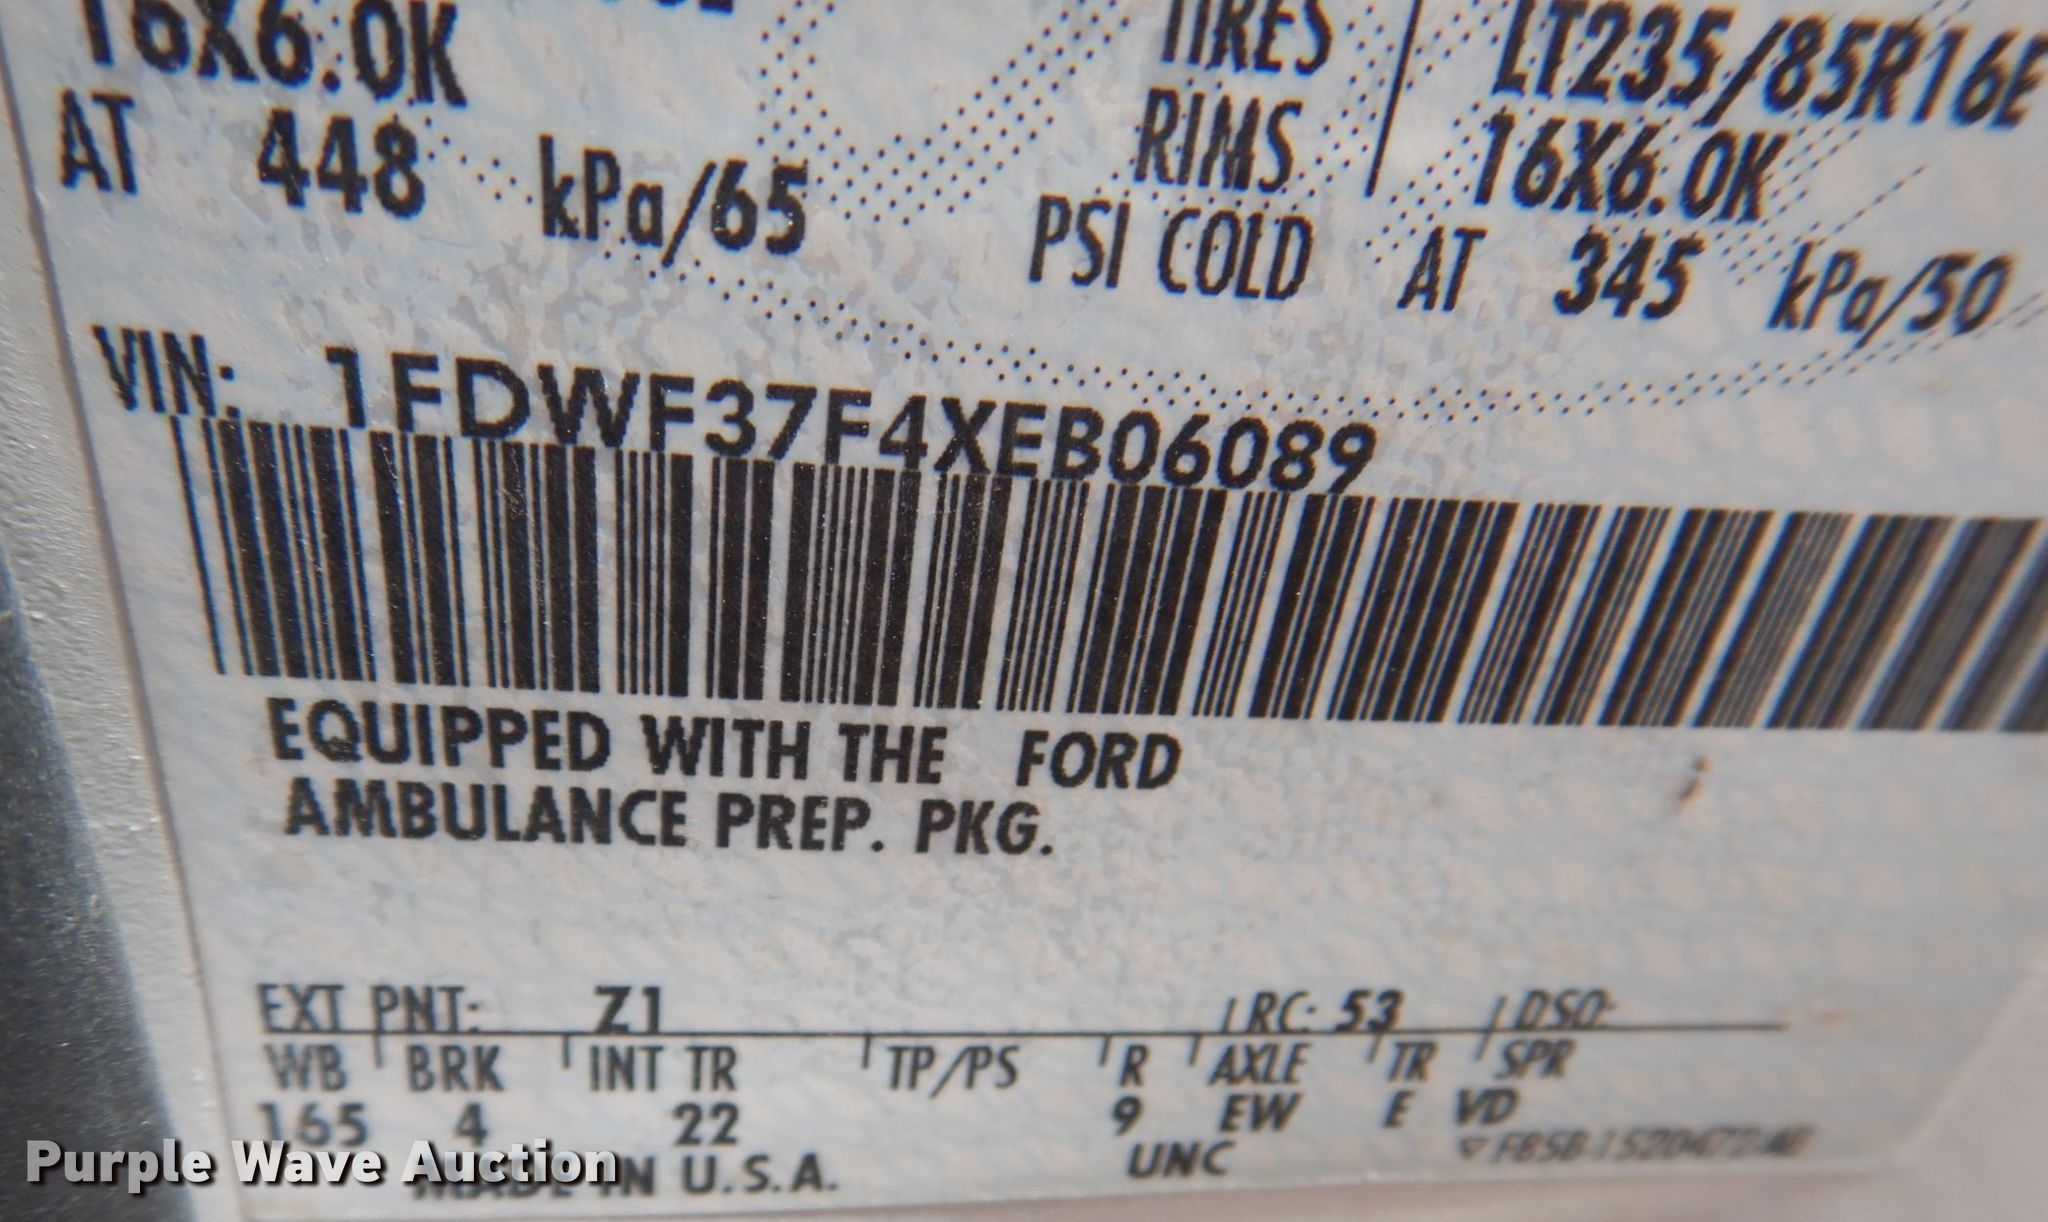 TIRES LT235/85R16E
16X6.0K RIMS 16X6.0K
AT 448 kPa/65 PSI COLD AT 345 kPa/50
VIN: 1FDWF37F4XEB06089
EQUIPPED WITH THE FORD
AMBULANCE PREP. PKG.
EXT PNT: Z1 RC: 53 DSO:
WB BRK INT TR TP/PS R AXLE TR SPR
165 4 22 9 EW E VD
MADE IN U.S.A. UNC
Purple Wave Auction